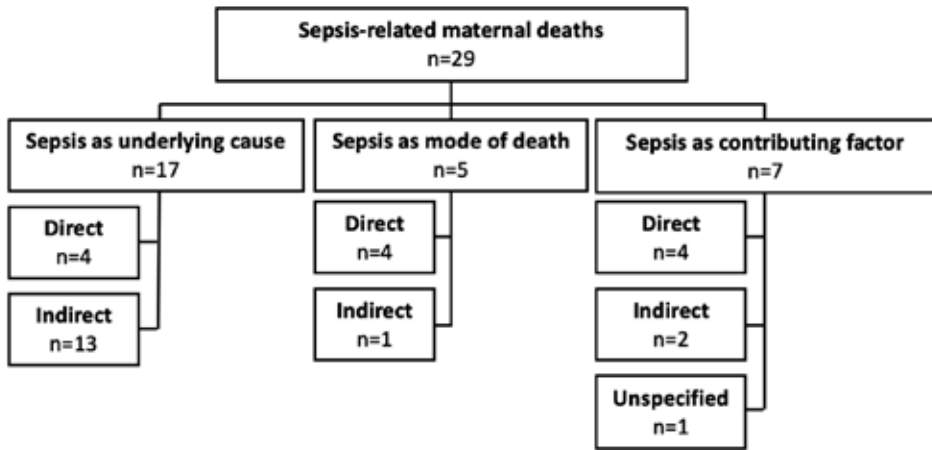 Sepsis-related maternal deaths
n=29
Sepsis as underlying cause
n=17
Sepsis as mode of death
n=5
Sepsis as contributing factor
n=7
Direct
n=4
Direct
n=4
Direct
n=4
Indirect
n=13
Indirect
n=1
Indirect
n=2
Unspecified
n=1